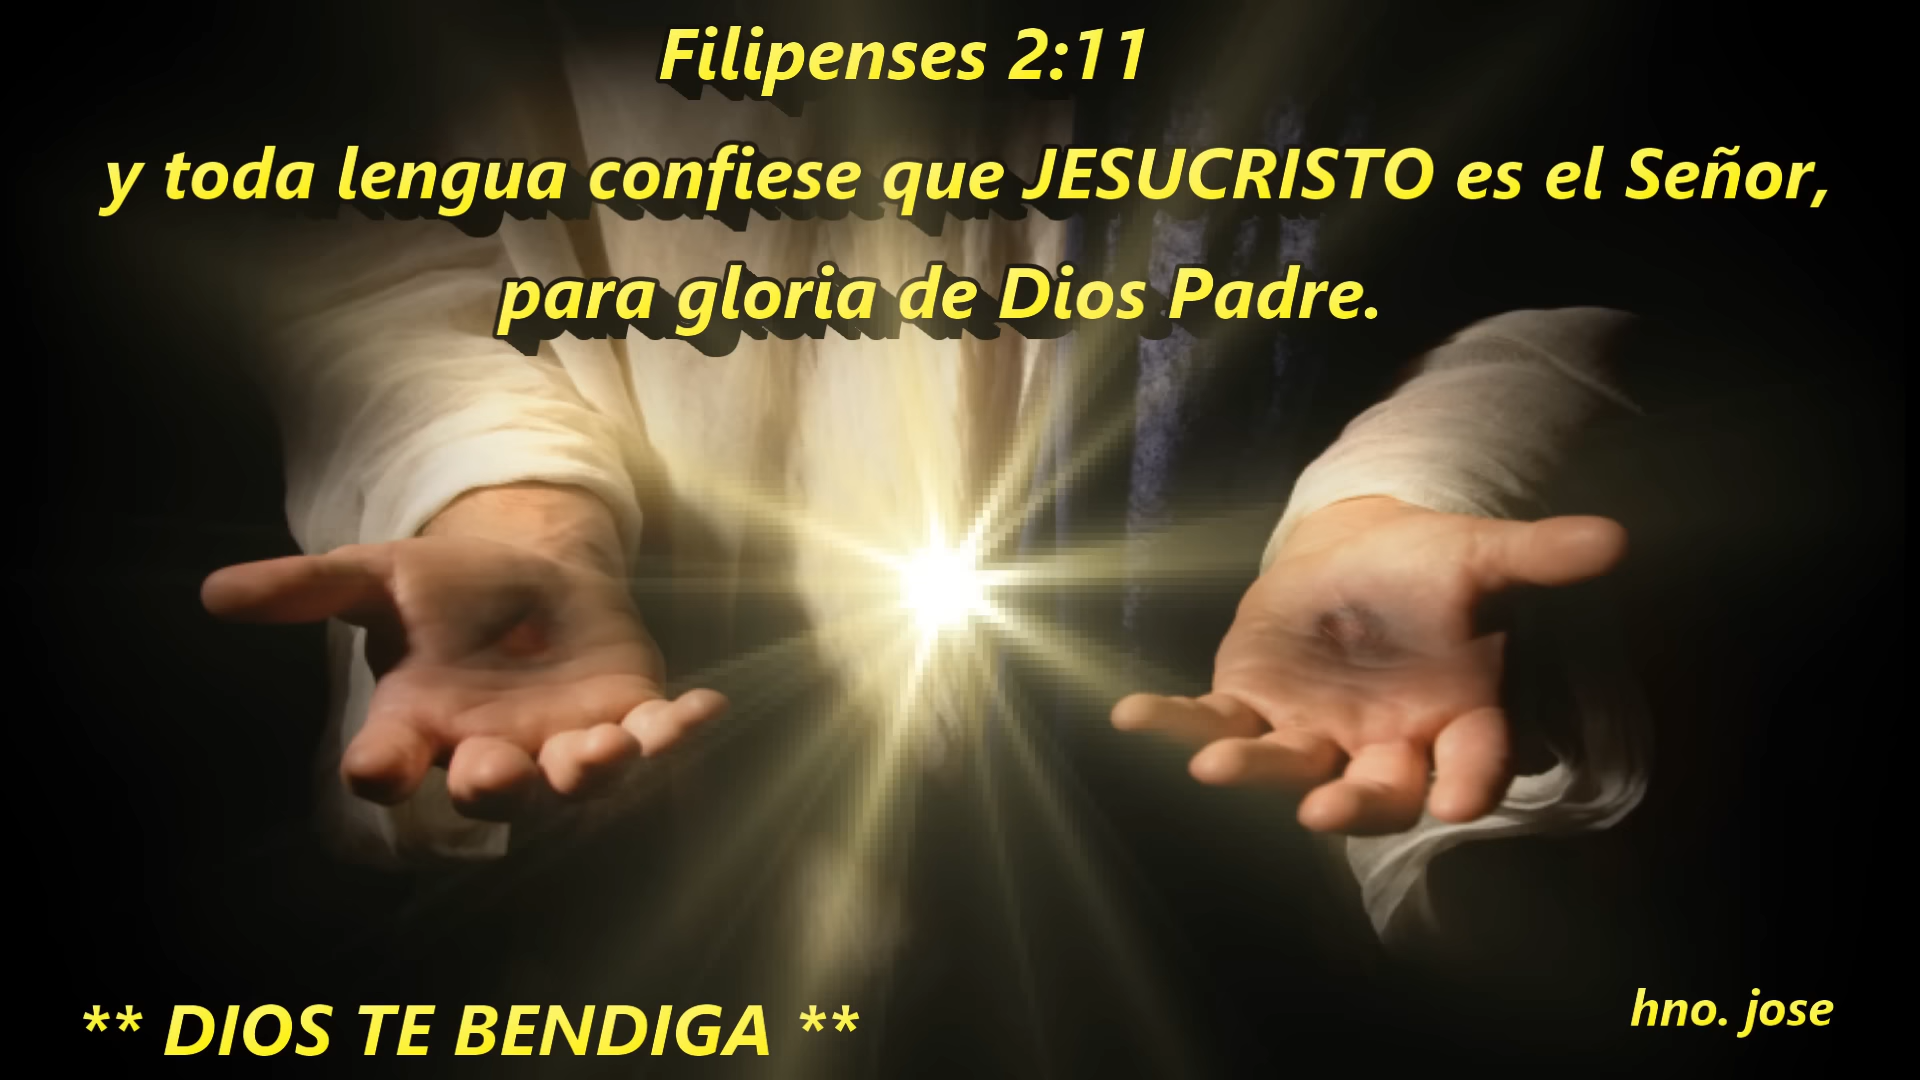 Filipenses 2:11
y toda lengua confiese que JESUCRISTO es el Señor,
para gloria de Dios Padre.
** DIOS TE BENDIGA **
hno. jose